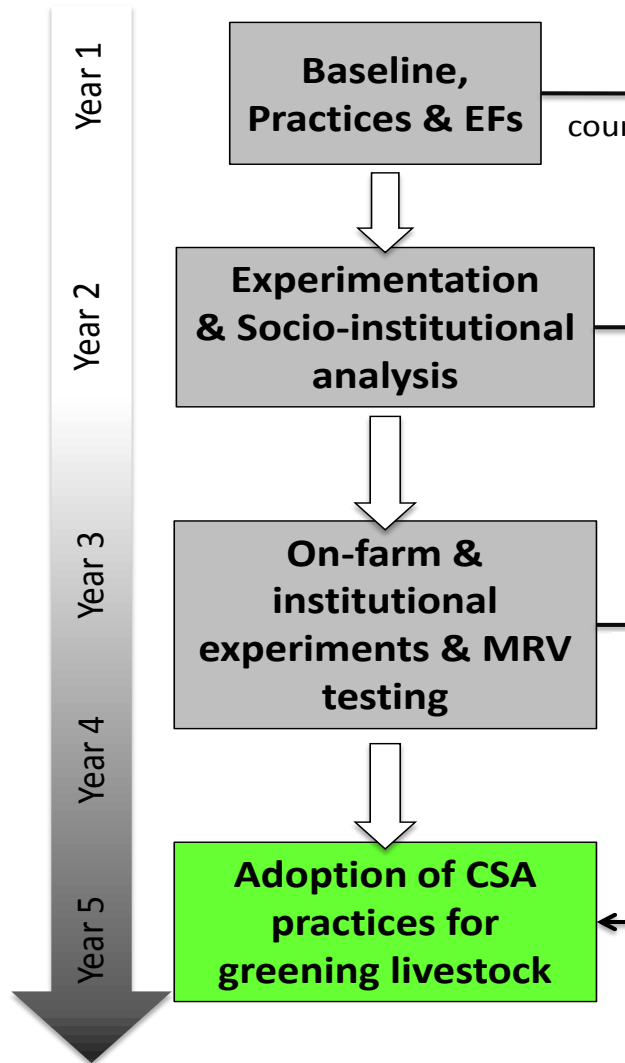 Year 1
Baseline,
Practices & EFs
Year 2
Experimentation
& Socio-institutional
analysis
Year 3
On-farm &
institutional
experiments & MRV
testing
Year 4
Year 5
Adoption of CSA
practices for
greening livestock